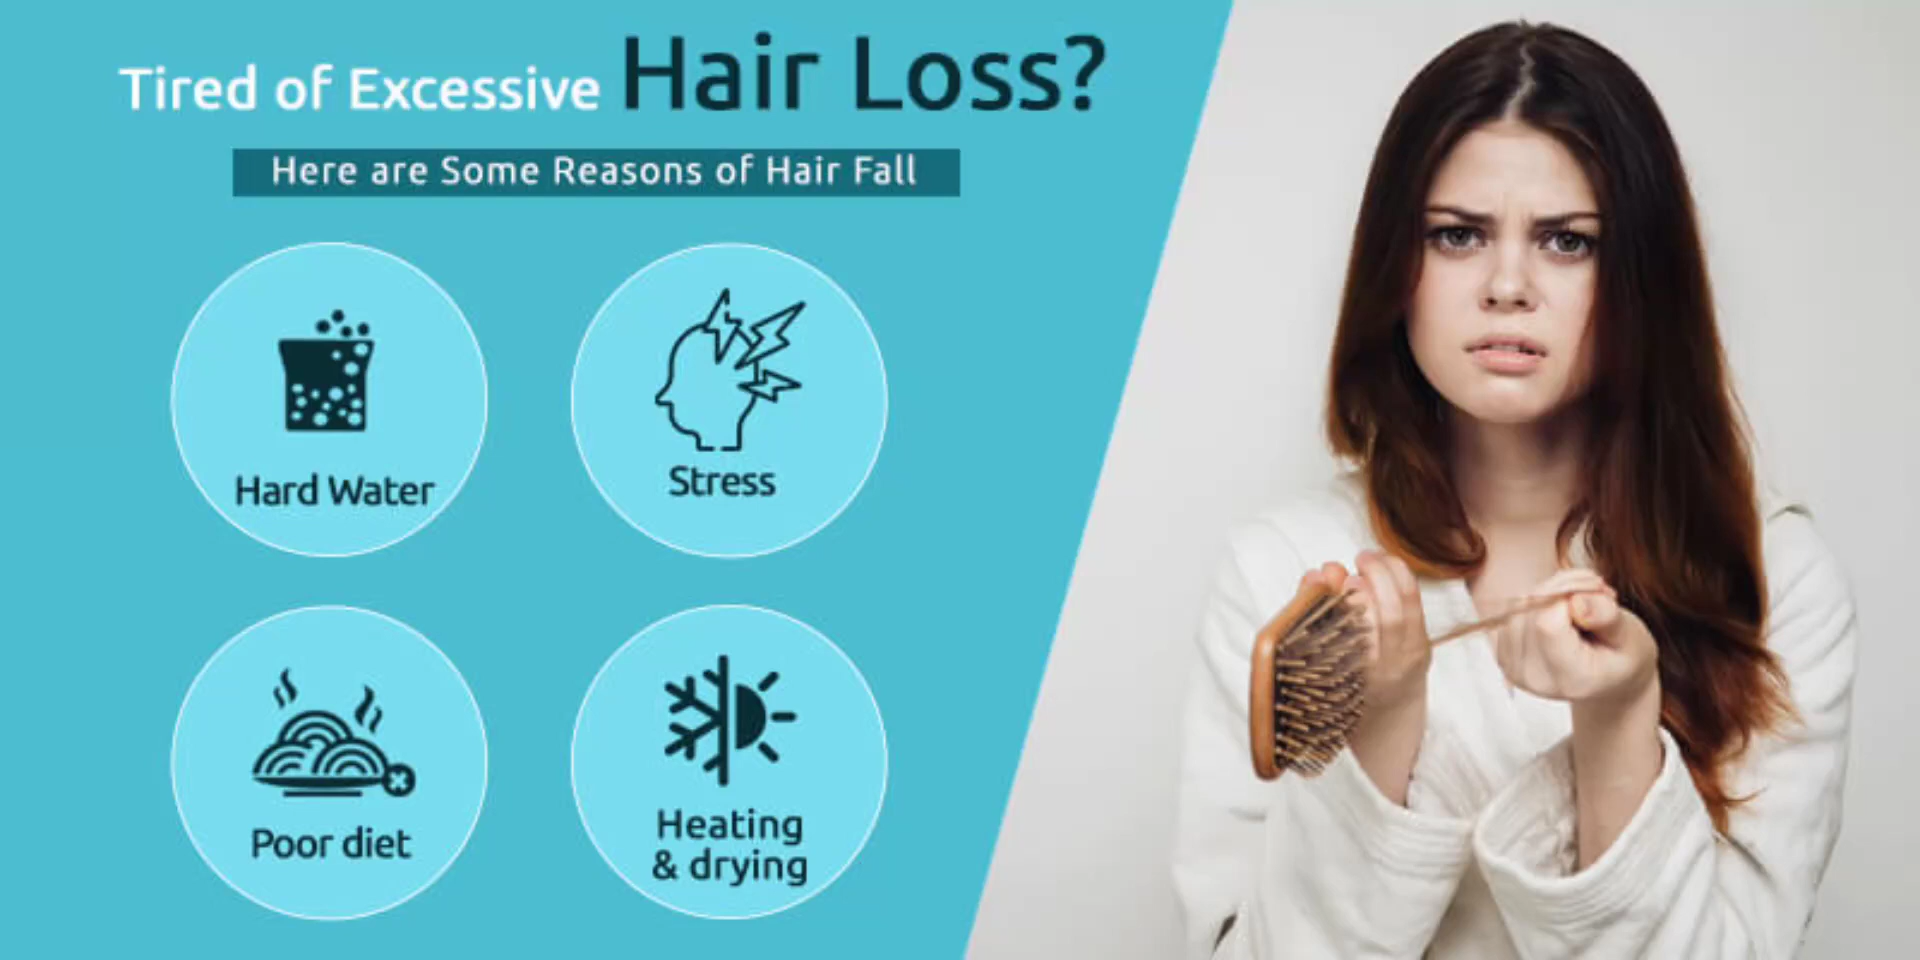 Tired of Excessive Hair Loss?
Here are Some Reasons of Hair Fall
Hard Water
Stress
Poor diet
Heating
& drying